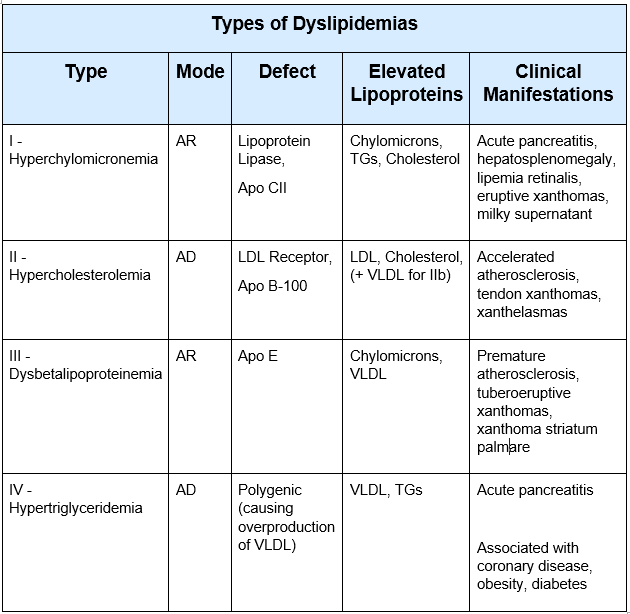 Types of Dyslipidemias
Type Mode Defect Elevated Lipoproteins Clinical Manifestations
I -
Hyperchylomicronemia
AR
Lipoprotein
Lipase,
Apo CII
Chylomicrons,
TGs, Cholesterol
Acute pancreatitis,
hepatosplenomegaly,
lipemia retinalis,
eruptive xanthomas,
milky supernatant
II -
Hypercholesterolemia
AD
LDL Receptor,
Apo B-100
LDL, Cholesterol,
(+ VLDL for IIb)
Accelerated
atherosclerosis,
tendon xanthomas,
xanthelasmas
III -
Dysbetalipoproteinemia
AR
Apo E
Chylomicrons,
VLDL
Premature
atherosclerosis,
tuberoeruptive
xanthomas,
xanthoma striatum
palmare
IV -
Hypertriglyceridemia
AD
Polygenic
(causing
overproduction
of VLDL)
VLDL, TGs
Acute pancreatitis
Associated with
coronary disease,
obesity, diabetes